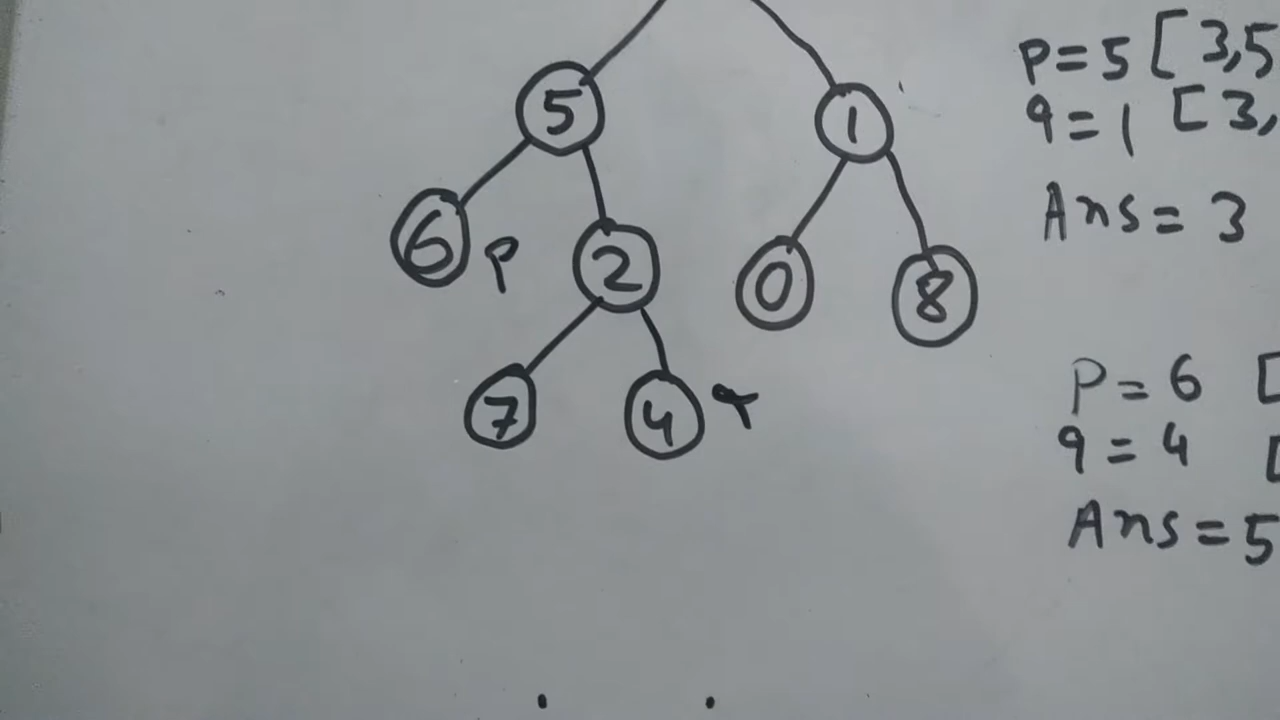 5
1
6
p
2
0
8
7
4
q
p = 5 [ 3,5
q = 1 [ 3,
Ans = 3
P = 6 [
q = 4 [
Ans = 5